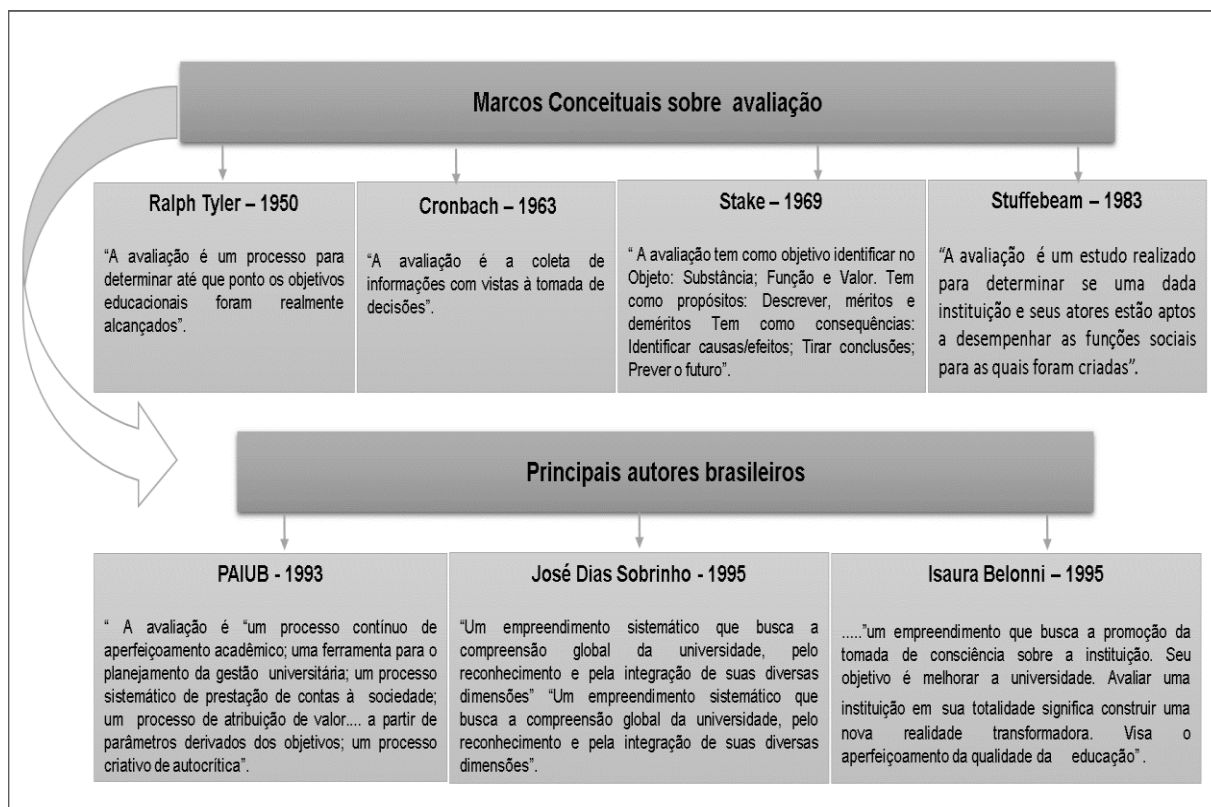 Marcos Conceituais sobre avaliação
Ralph Tyler – 1950
“A avaliação é um processo para
determinar até que ponto os objetivos
educacionais foram realmente
alcançados”.
Cronbach – 1963
“A avaliação é a coleta de
informações com vistas à tomada de
decisões”.
Stake – 1969
“ A avaliação tem como objetivo identificar no
Objeto: Substância; Função e Valor. Tem
como propósitos: Descrever, méritos e
deméritos Tem como consequências:
Identificar causas/efeitos; Tirar conclusões;
Prever o futuro”.
Stuffebeam – 1983
“A avaliação é um estudo realizado
para determinar se uma dada
instituição e seus atores estão aptos
a desempenhar as funções sociais
para as quais foram criadas”.
Principais autores brasileiros
PAIUB - 1993
“ A avaliação é “um processo contínuo de
aperfeiçoamento acadêmico; uma ferramenta para o
planejamento da gestão universitária; um processo
sistemático de prestação de contas à sociedade;
um processo de atribuição de valor.... a partir de
parâmetros derivados dos objetivos; um processo
criativo de autocrítica”.
José Dias Sobrinho - 1995
“Um empreendimento sistemático que busca a
compreensão global da universidade, pelo
reconhecimento e pela integração de suas diversas
dimensões” “Um empreendimento sistemático que
busca a compreensão global da universidade, pelo
reconhecimento e pela integração de suas diversas
dimensões”.
Isaura Belonni – 1995
.....”um empreendimento que busca a promoção da
tomada de consciência sobre a instituição. Seu
objetivo é melhorar a universidade. Avaliar uma
instituição em sua totalidade significa construir uma
nova realidade transformadora. Visa o
aperfeiçoamento da qualidade da educação” .